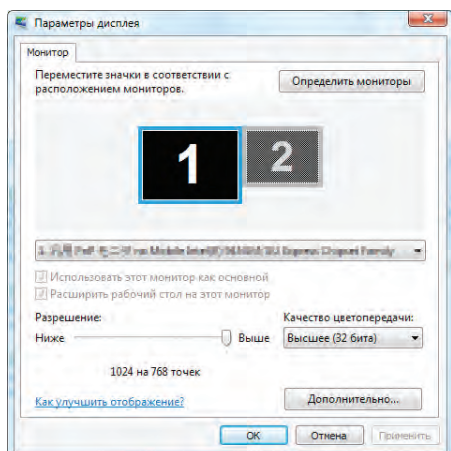 Параметры дисплея
Монитор
Переместите значки в соответствии с
расположением мониторов.
Определить мониторы
1
2
Использовать этот монитор как основной
Расширить рабочий стол на этот монитор
Разрешение:
Ниже
Выше
1024 на 768 точек
Качество цветопередачи:
Высшее (32 бита)
Как улучшить отображение?
Дополнительно...
ОК
Отмена
Применить